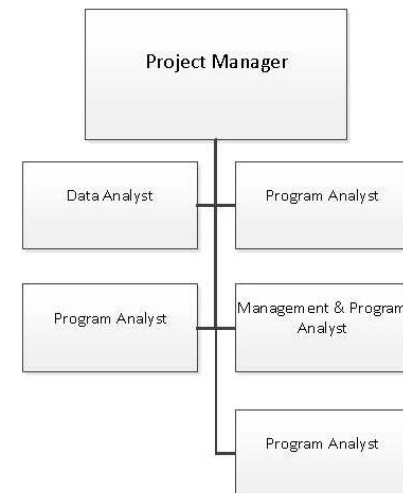 Project Manager
Data Analyst
Program Analyst
Program Analyst
Management & Program
Analyst
Program Analyst